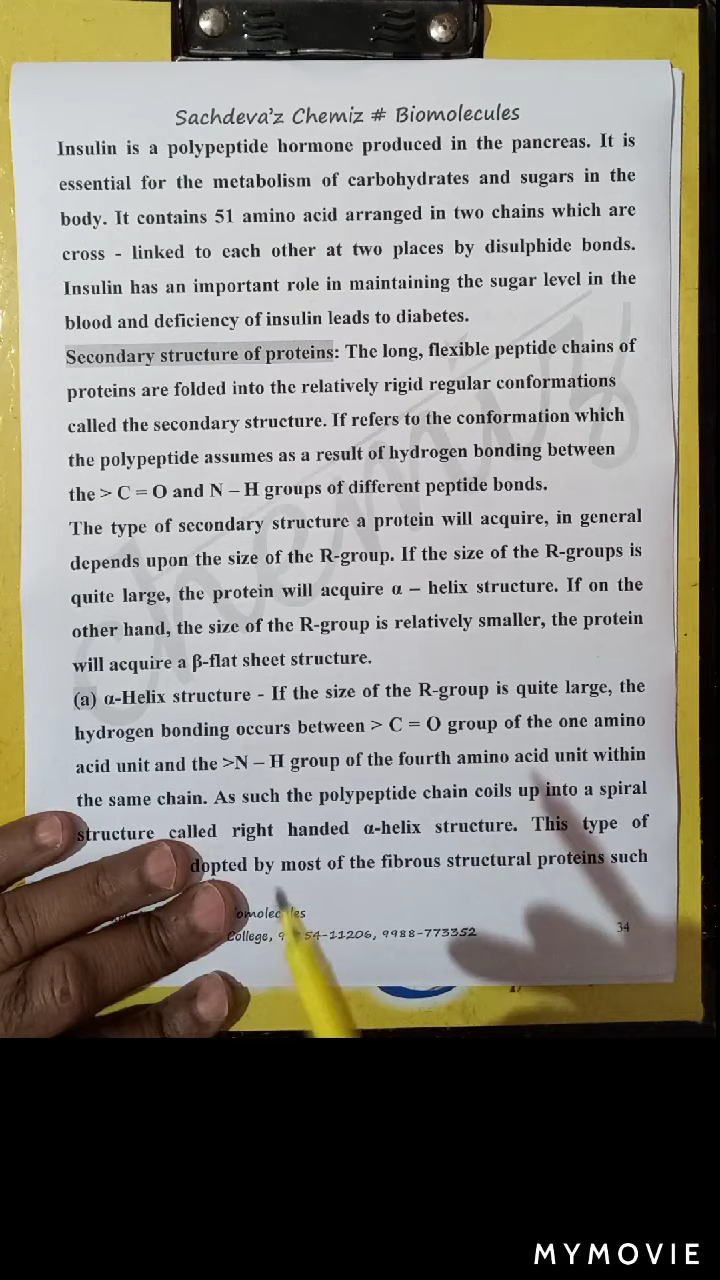 Sachdeva'z Chemiz # Biomolecules
Insulin is a polypeptide hormone produced in the pancreas. It is
essential for the metabolism of carbohydrates and sugars in the
body. It contains 51 amino acid arranged in two chains which are
cross - linked to each other at two places by disulphide bonds.
Insulin has an important role in maintaining the sugar level in the
blood and deficiency of insulin leads to diabetes.
Secondary structure of proteins: The long, flexible peptide chains of
proteins are folded into the relatively rigid regular conformations
called the secondary structure. If refers to the conformation which
the polypeptide assumes as a result of hydrogen bonding between
the > C = O and N – H groups of different peptide bonds.
The type of secondary structure a protein will acquire, in general
depends upon the size of the R-group. If the size of the R-groups is
quite large, the protein will acquire α – helix structure. If on the
other hand, the size of the R-group is relatively smaller, the protein
will acquire a β-flat sheet structure.
(a) α-Helix structure - If the size of the R-group is quite large, the
hydrogen bonding occurs between > C = O group of the one amino
acid unit and the >N – H group of the fourth amino acid unit within
the same chain. As such the polypeptide chain coils up into a spiral
structure called right handed α-helix structure. This type of
dopted by most of the fibrous structural proteins such
College, 54-11206, 9988-773352
34
Chemiz
MYMOVIE